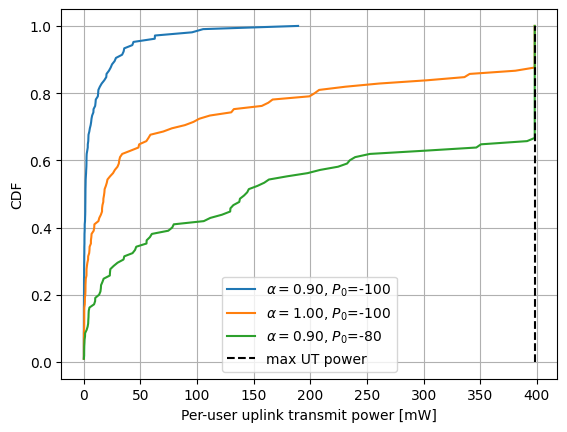 1.0
0.8
0.6
0.4
0.2
0.0
CDF
α = 0.90, P₀=-100
α = 1.00, P₀=-100
α = 0.90, P₀=-80
max UT power
0 50 100 150 200 250 300 350 400
Per-user uplink transmit power [mW]